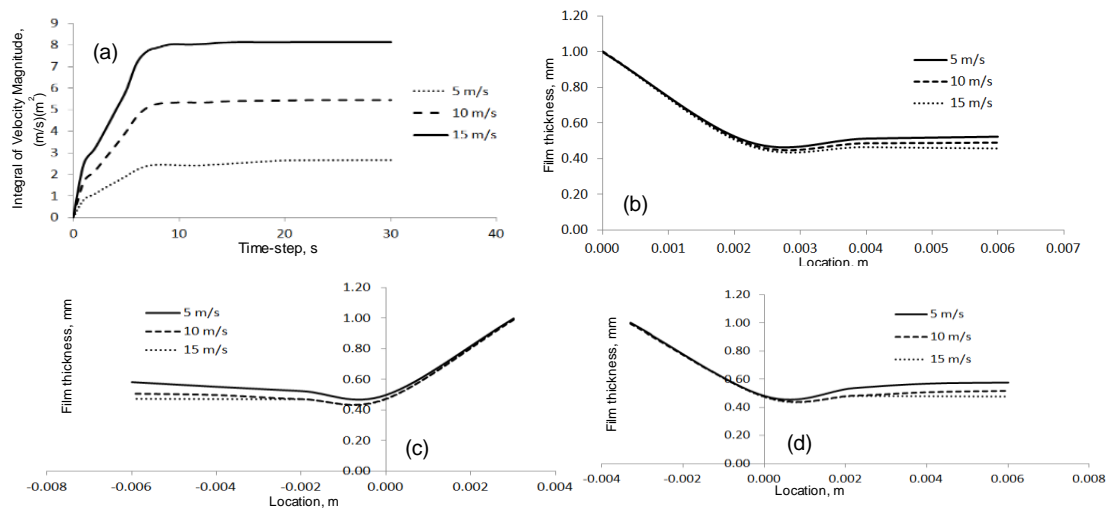 Integral of Velocity Magnitude,
(m/s)(m²)
9
8
7
6
5
4
3
2
1
0
(a)
5 m/s
10 m/s
15 m/s
0 10 20 30 40
Time-step, s
Film thickness, mm
1.20
1.00
0.80
0.60
0.40
0.20
0.00
(b)
5 m/s
10 m/s
15 m/s
0.000 0.001 0.002 0.003 0.004 0.005 0.006 0.007
Location, m
Film thickness, mm
5 m/s
10 m/s
15 m/s
1.20
1.00
0.80
0.60
0.40
0.20
0.00
(c)
-0.008 -0.006 -0.004 -0.002 0.000 0.002 0.004
Location, m
Film thickness, mm
1.20
1.00
0.80
0.60
0.40
0.20
0.00
5 m/s
10 m/s
15 m/s
(d)
-0.004 -0.002 0.000 0.002 0.004 0.006 0.008
Location, m